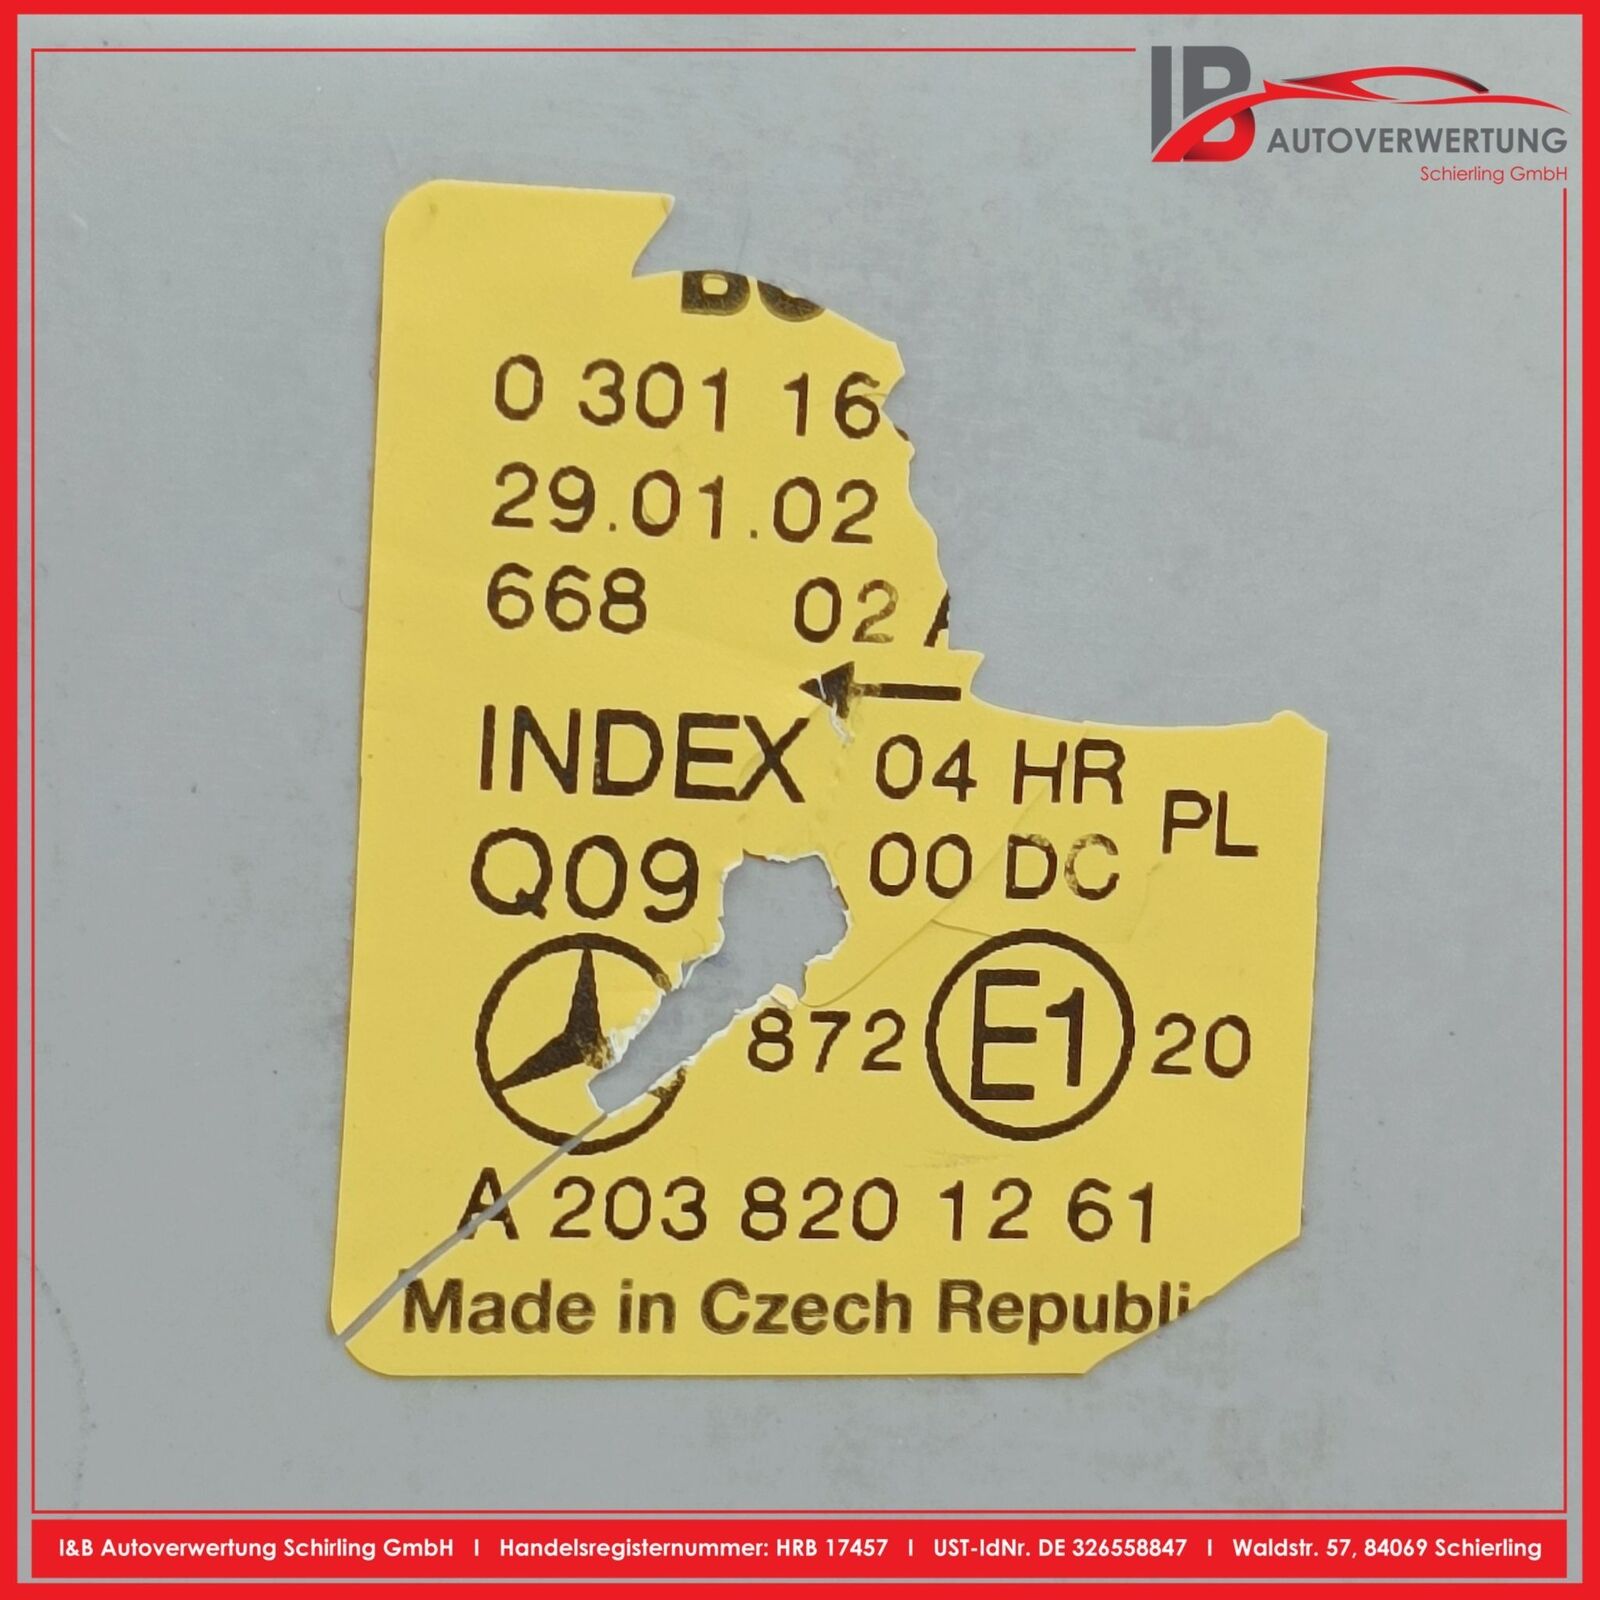 IB
AUTOVERWERTUNG
Schierling GmbH
0 301 16
29.01.02
668 02
INDEX 04 HR PL
Q09 00 DC
872 E1 20
A 203 820 12 61
Made in Czech Republi
I&B Autoverwertung Schirling GmbH I Handelsregisternummer: HRB 17457 I UST-IdNr. DE 326558847 I Waldstr. 57, 84069 Schierling